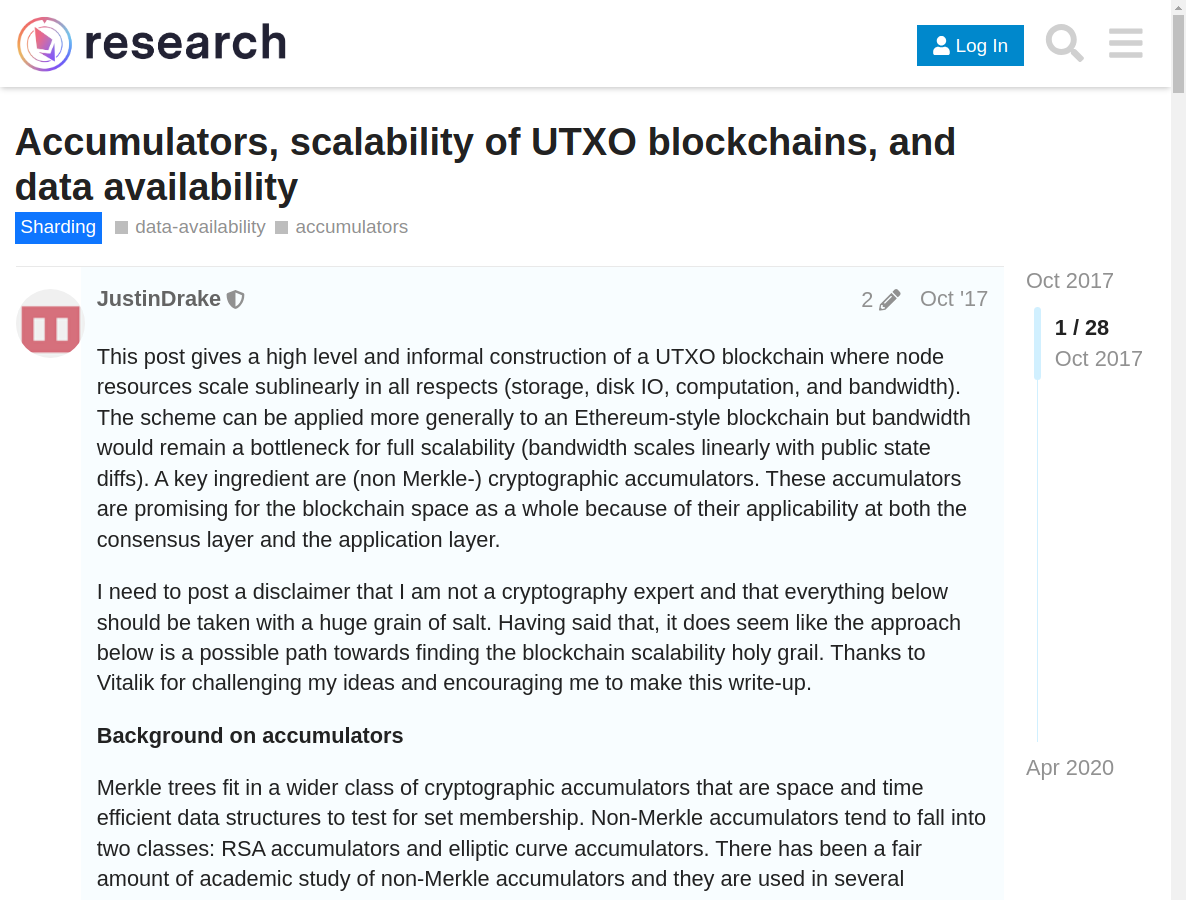 research
Log In
Accumulators, scalability of UTXO blockchains, and
data availability
Sharding data-availability accumulators
JustinDrake 2 Oct '17
Oct 2017
1 / 28
Oct 2017
This post gives a high level and informal construction of a UTXO blockchain where node
resources scale sublinearly in all respects (storage, disk IO, computation, and bandwidth).
The scheme can be applied more generally to an Ethereum-style blockchain but bandwidth
would remain a bottleneck for full scalability (bandwidth scales linearly with public state
diffs). A key ingredient are (non Merkle-) cryptographic accumulators. These accumulators
are promising for the blockchain space as a whole because of their applicability at both the
consensus layer and the application layer.
I need to post a disclaimer that I am not a cryptography expert and that everything below
should be taken with a huge grain of salt. Having said that, it does seem like the approach
below is a possible path towards finding the blockchain scalability holy grail. Thanks to
Vitalik for challenging my ideas and encouraging me to make this write-up.
Background on accumulators
Apr 2020
Merkle trees fit in a wider class of cryptographic accumulators that are space and time
efficient data structures to test for set membership. Non-Merkle accumulators tend to fall into
two classes: RSA accumulators and elliptic curve accumulators. There has been a fair
amount of academic study of non-Merkle accumulators and they are used in several